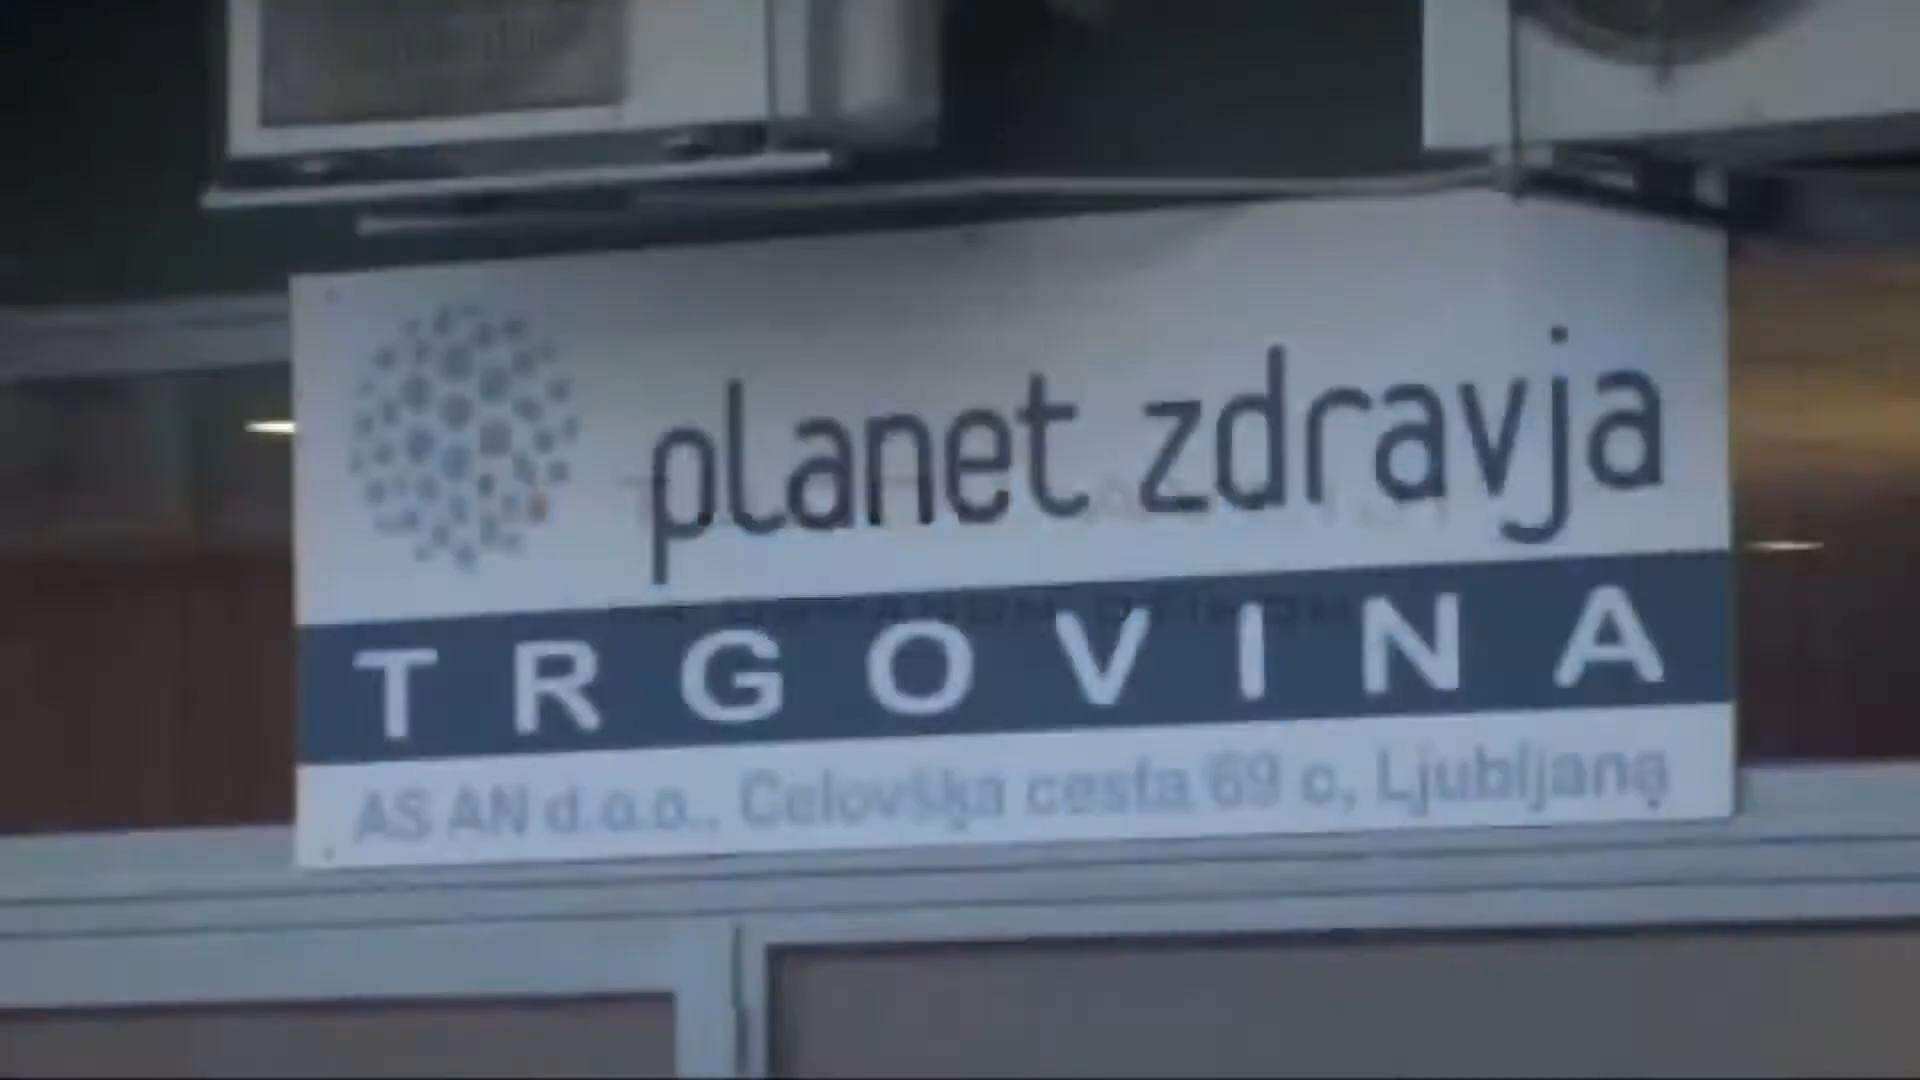 planet zdravja
TRGOVINA
AS AN d.o.o., Celovška cesta 69 c, Ljubljana